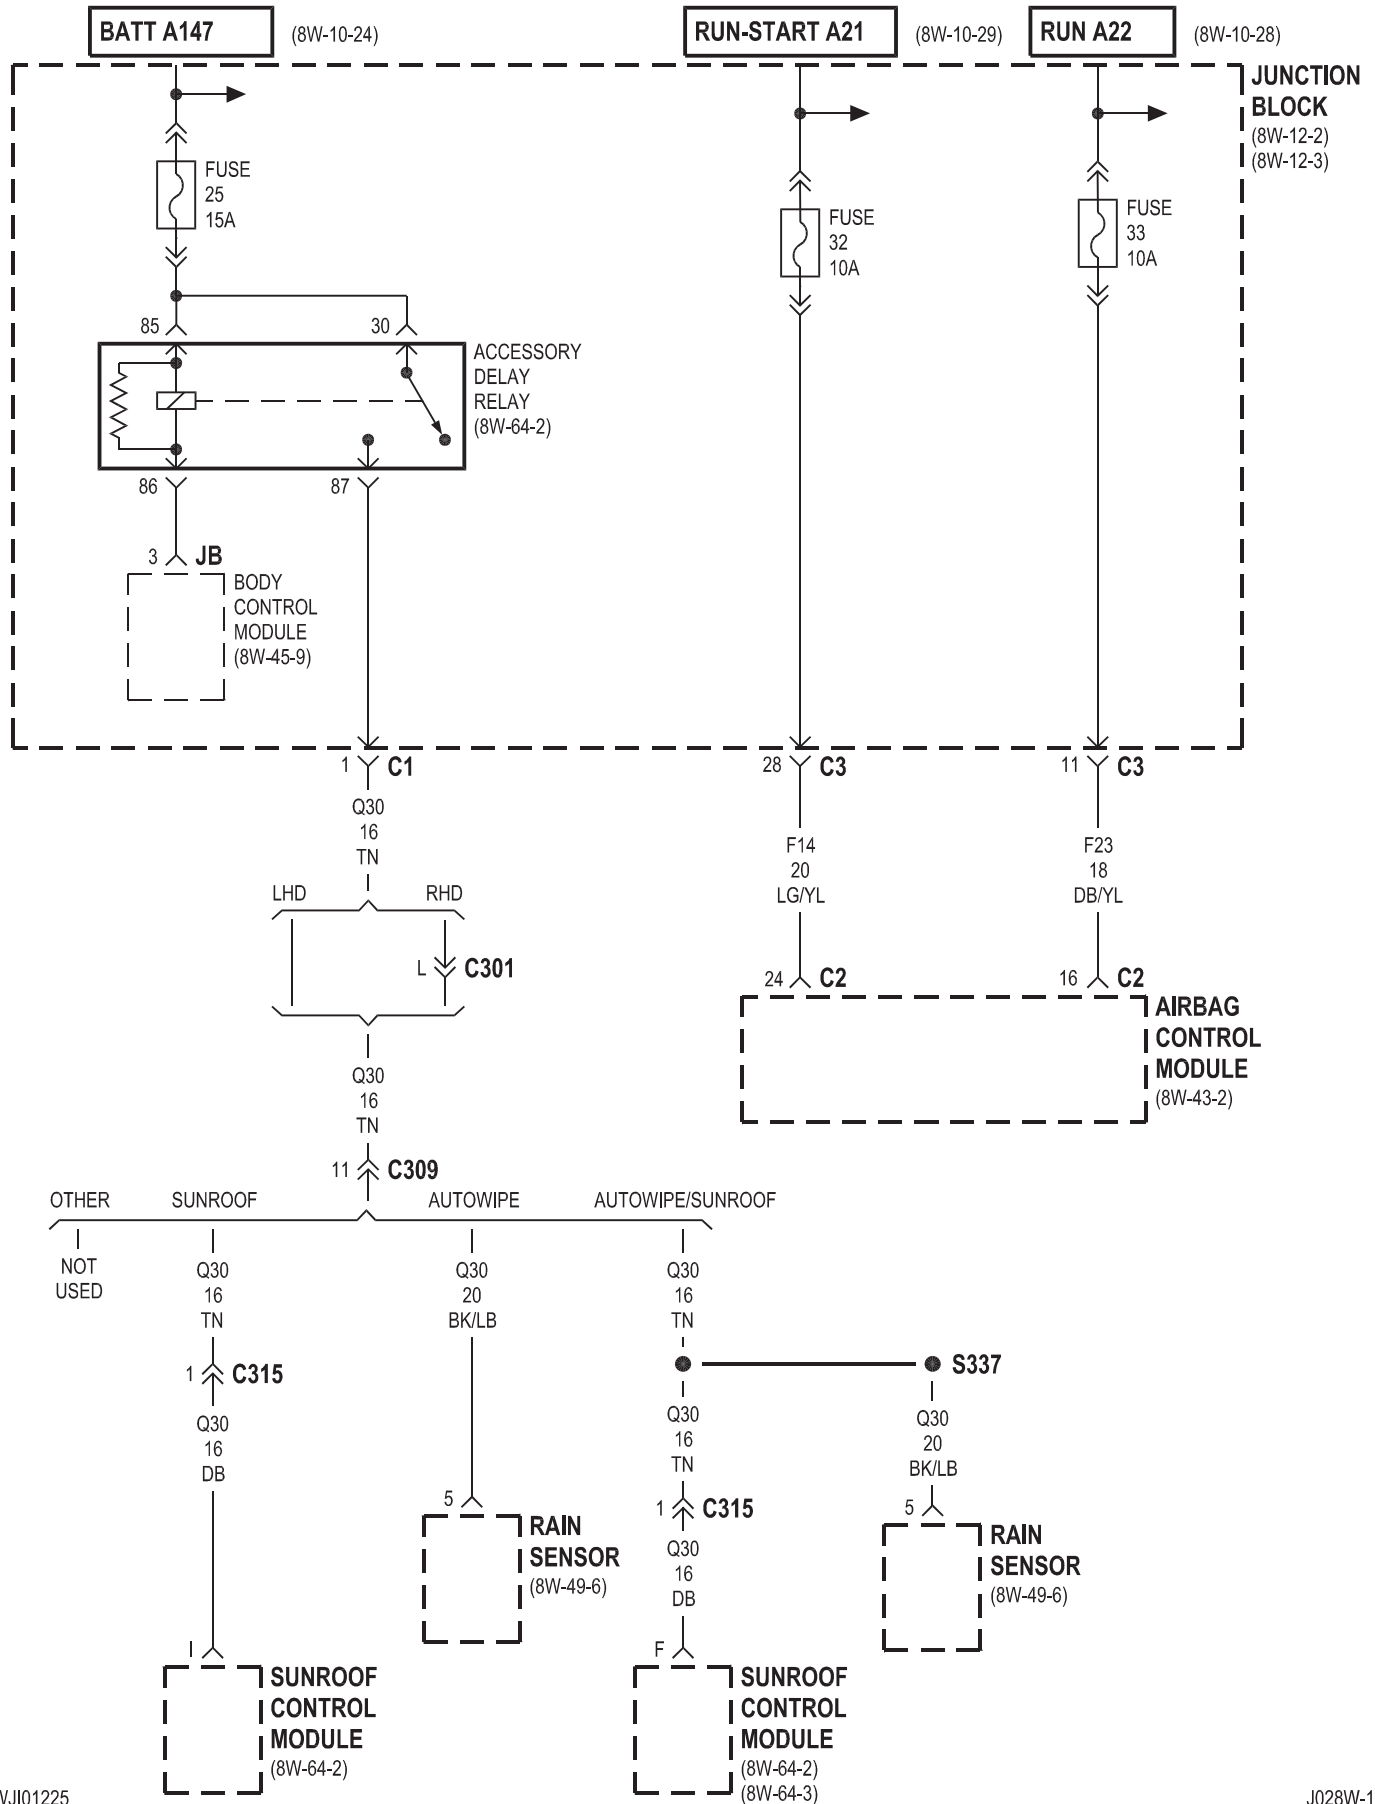 BATT A147
(8W-10-24)
RUN-START A21
(8W-10-29)
RUN A22
(8W-10-28)
JUNCTION
BLOCK
(8W-12-2)
(8W-12-3)
FUSE
25
15A
FUSE
32
10A
FUSE
33
10A
85
30
ACCESSORY
DELAY
RELAY
(8W-64-2)
86
87
3
JB
BODY
CONTROL
MODULE
(8W-45-9)
1
C1
28
C3
11
C3
Q30
16
TN
F14
20
LG/YL
F23
18
DB/YL
LHD
RHD
L
C301
24
C2
16
C2
AIRBAG
CONTROL
MODULE
(8W-43-2)
Q30
16
TN
11
C309
OTHER
SUNROOF
AUTOWIPE
AUTOWIPE/SUNROOF
NOT
USED
Q30
16
TN
Q30
20
BK/LB
Q30
16
TN
1
C315
S337
Q30
16
DB
Q30
16
TN
Q30
20
BK/LB
5
RAIN
SENSOR
(8W-49-6)
1
C315
5
RAIN
SENSOR
(8W-49-6)
Q30
16
DB
I
SUNROOF
CONTROL
MODULE
(8W-64-2)
F
SUNROOF
CONTROL
MODULE
(8W-64-2)
(8W-64-3)
WJI01225
J028W-1